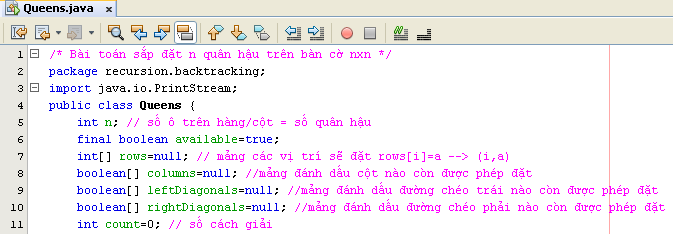 Queens.java
1 /* Bài toán sắp đặt n quân hậu trên bàn cờ nxn */
2 package recursion.backtracking;
3 import java.io.PrintStream;
4 public class Queens {
5 int n; // số ô trên hàng/cột = số quân hậu
6 final boolean available=true;
7 int[] rows=null; // mảng các vị trí sẽ đặt rows[i]=a --> (i,a)
8 boolean[] columns=null; //mảng đánh dấu cột nào còn được phép đặt
9 boolean[] leftDiagonals=null; //mảng đánh dấu đường chéo trái nào còn được phép đặt
10 boolean[] rightDiagonals=null; //mảng đánh dấu đường chéo phải nào còn được phép đặt
11 int count=0; // số cách giải